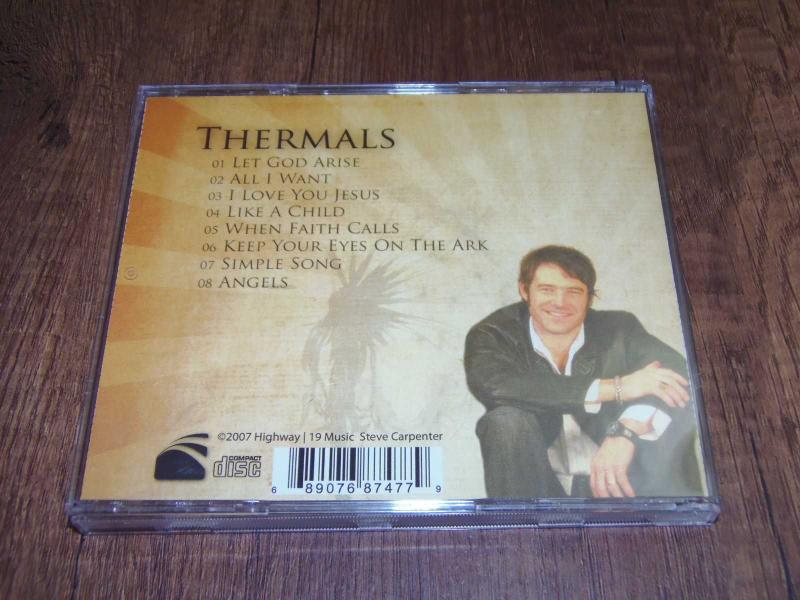 THERMALS
01 LET GOD ARISE
02 ALL I WANT
03 I LOVE YOU JESUS
04 LIKE A CHILD
05 WHEN FAITH CALLS
06 KEEP YOUR EYES ON THE ARK
07 SIMPLE SONG
08 ANGELS
©2007 Highway | 19 Music Steve Carpenter
COMPACT
disc
6 89076 87477 9